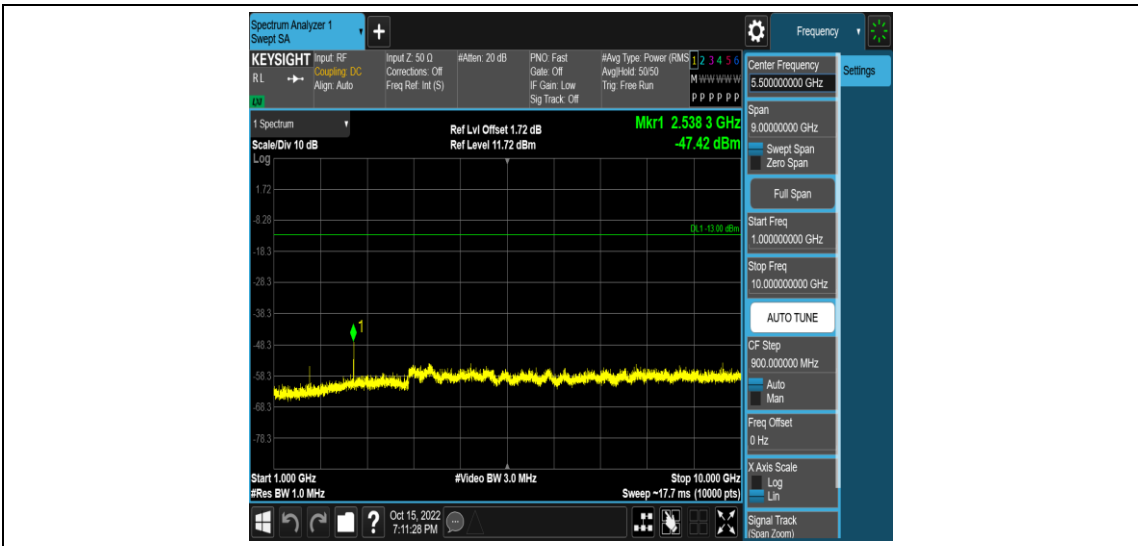 Spectrum Analyzer 1
Swept SA
Frequency
KEYSIGHT
RL
LXI
Input: RF
Coupling: DC
Align: Auto
Input Z: 50 Ω
Corrections: Off
Freq Ref: Int (S)
#Atten: 20 dB
PNO: Fast
Gate: Off
IF Gain: Low
Sig Track: Off
#Avg Type: Power (RMS
Avg|Hold: 50/50
Trig: Free Run
1 2 3 4 5 6
M W W W W W
P P P P P P
1 Spectrum
Scale/Div 10 dB
Log
Ref Lvl Offset 1.72 dB
Ref Level 11.72 dBm
Mkr1 2.538 3 GHz
-47.42 dBm
1.72
-8.28
DL1 -13.00 dBm
-18.3
-28.3
-38.3
1
-48.3
-58.3
-68.3
-78.3
Start 1.000 GHz
#Video BW 3.0 MHz
Stop 10.000 GHz
#Res BW 1.0 MHz
Sweep ~17.7 ms (10000 pts)
Oct 15, 2022
7:11:28 PM
Center Frequency
5.500000000 GHz
Settings
Span
9.00000000 GHz
Swept Span
Zero Span
Full Span
Start Freq
1.000000000 GHz
Stop Freq
10.000000000 GHz
AUTO TUNE
CF Step
900.000000 MHz
Auto
Man
Freq Offset
0 Hz
X Axis Scale
Log
Lin
Signal Track
(Span Zoom)